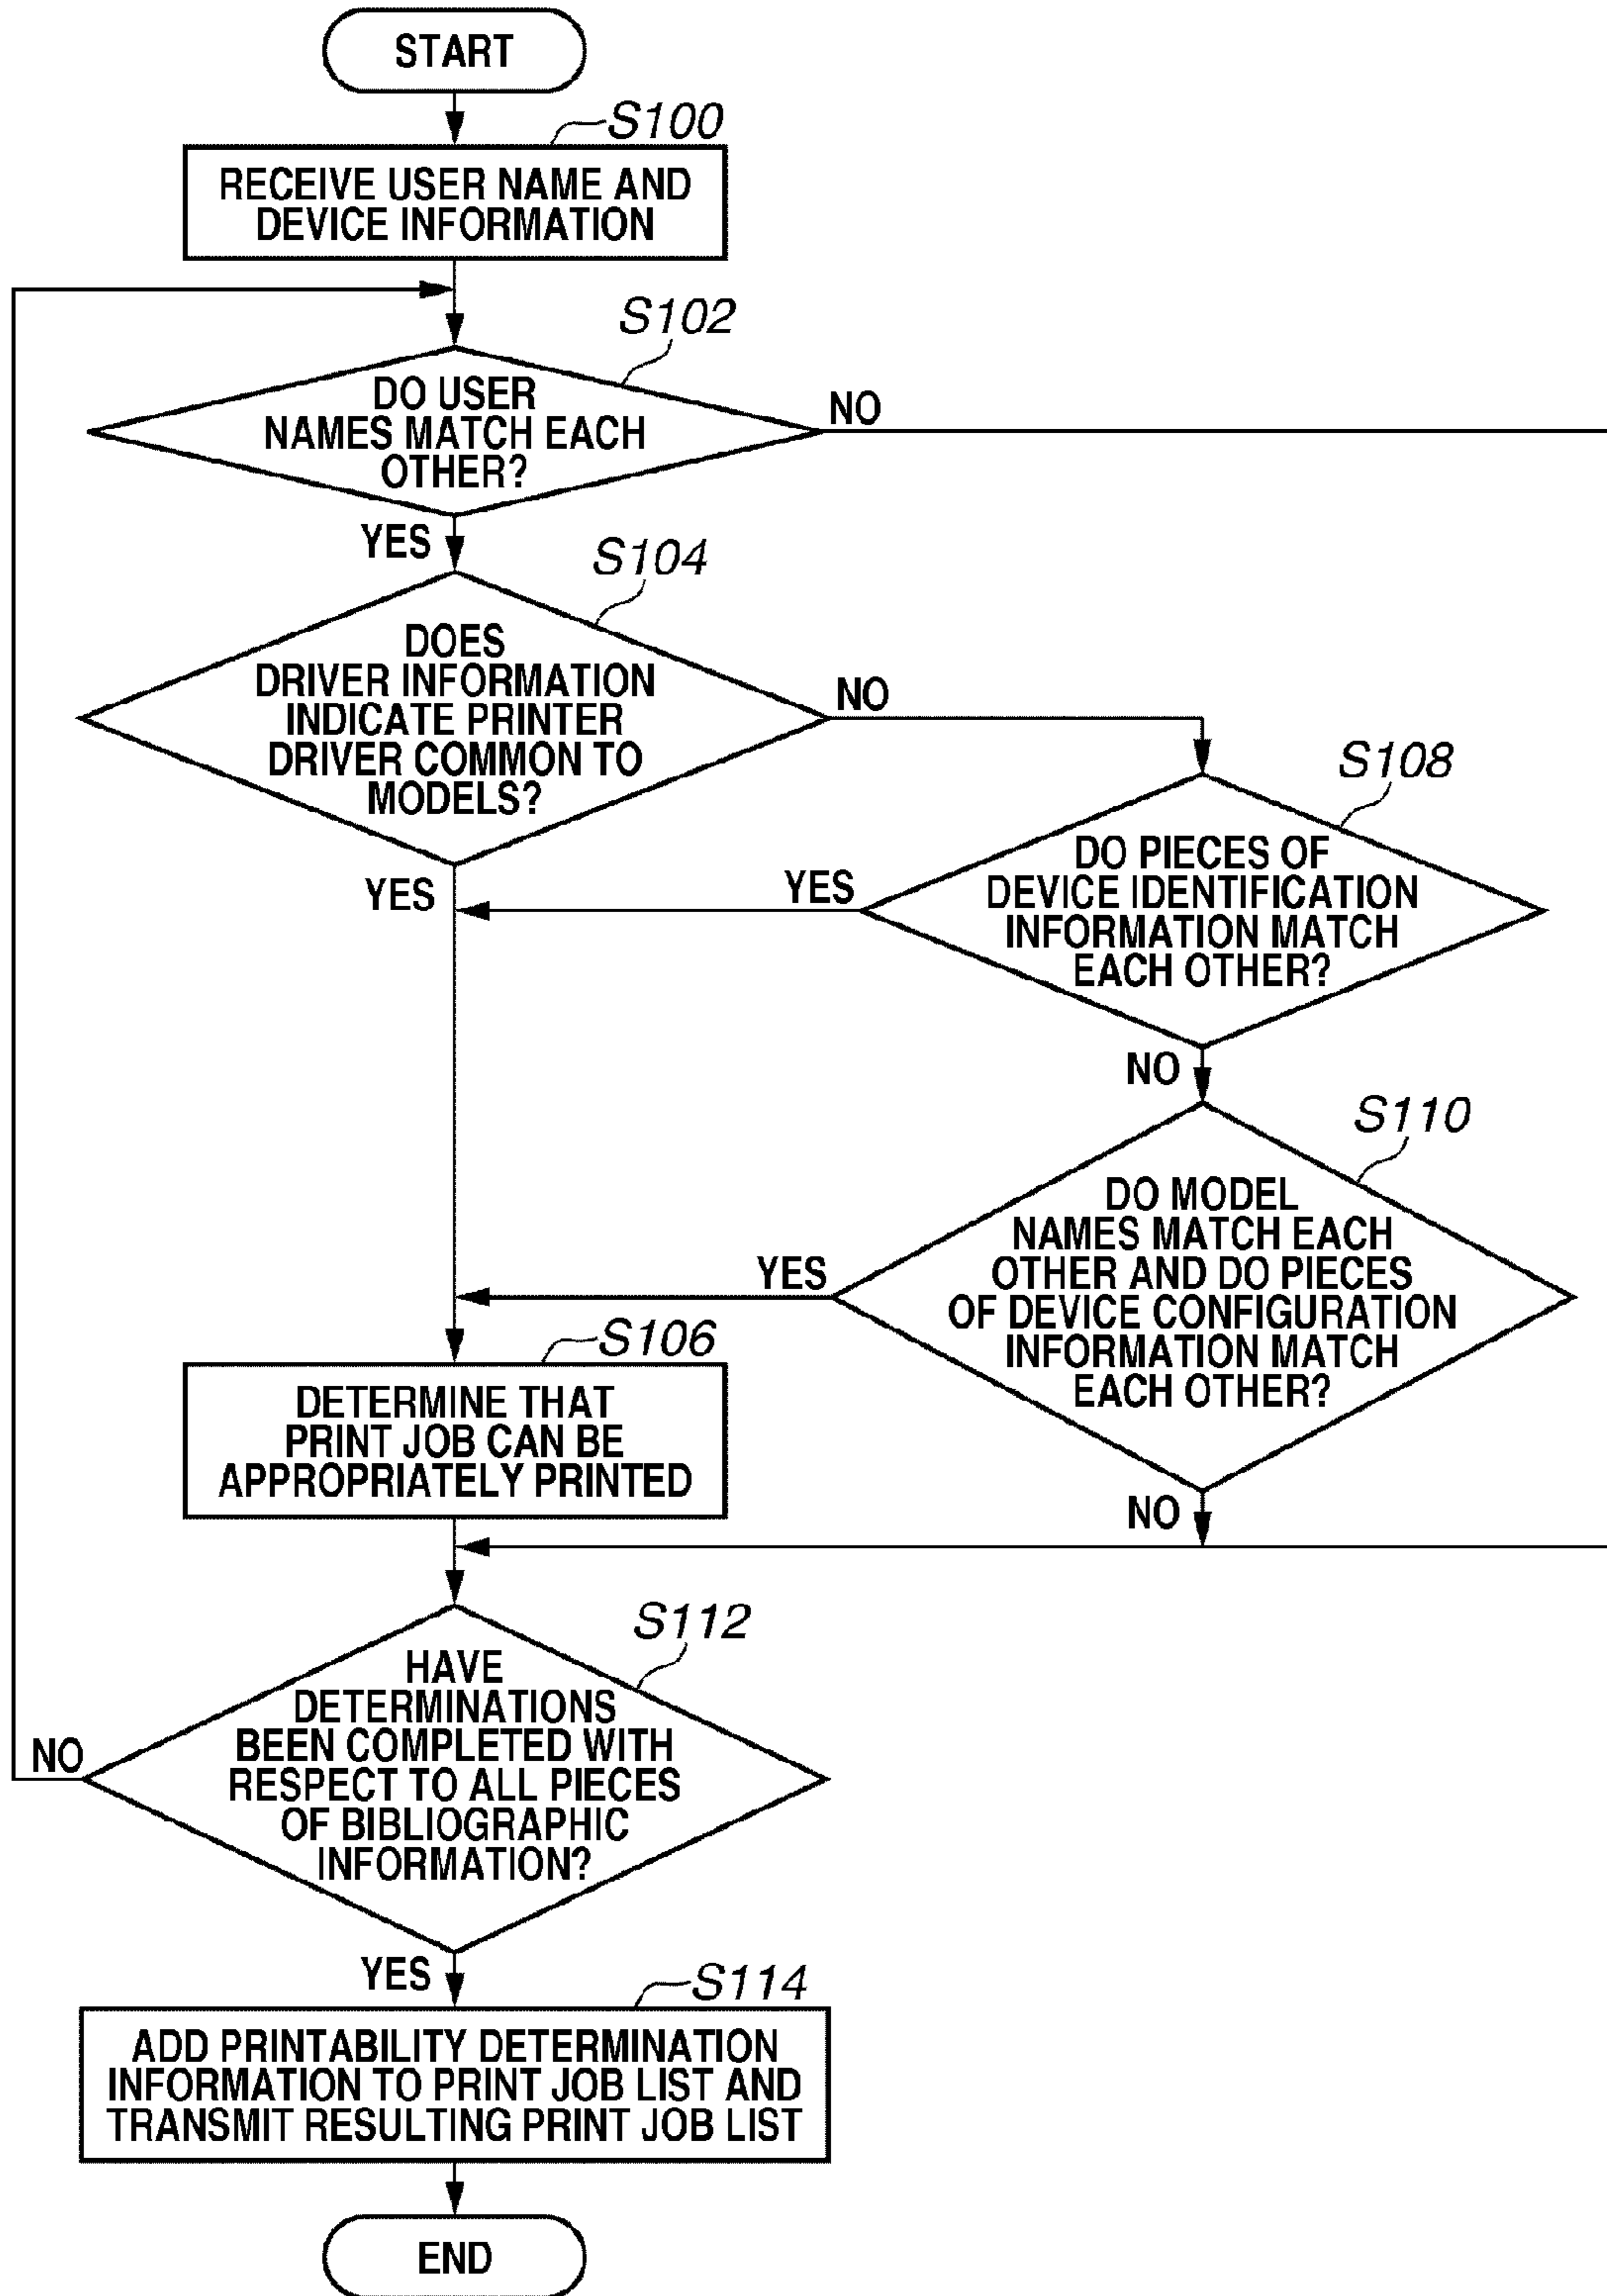 START
S100
RECEIVE USER NAME AND
DEVICE INFORMATION
S102
DO USER
NAMES MATCH EACH
OTHER?
NO
YES
S104
DOES
DRIVER INFORMATION
INDICATE PRINTER
DRIVER COMMON TO
MODELS?
NO
YES
S108
DO PIECES OF
DEVICE IDENTIFICATION
INFORMATION MATCH
EACH OTHER?
YES
NO
S110
DO MODEL
NAMES MATCH EACH
OTHER AND DO PIECES
OF DEVICE CONFIGURATION
INFORMATION MATCH
EACH OTHER?
YES
NO
S106
DETERMINE THAT
PRINT JOB CAN BE
APPROPRIATELY PRINTED
S112
HAVE
DETERMINATIONS
BEEN COMPLETED WITH
RESPECT TO ALL PIECES
OF BIBLIOGRAPHIC
INFORMATION?
NO
YES
S114
ADD PRINTABILITY DETERMINATION
INFORMATION TO PRINT JOB LIST AND
TRANSMIT RESULTING PRINT JOB LIST
END